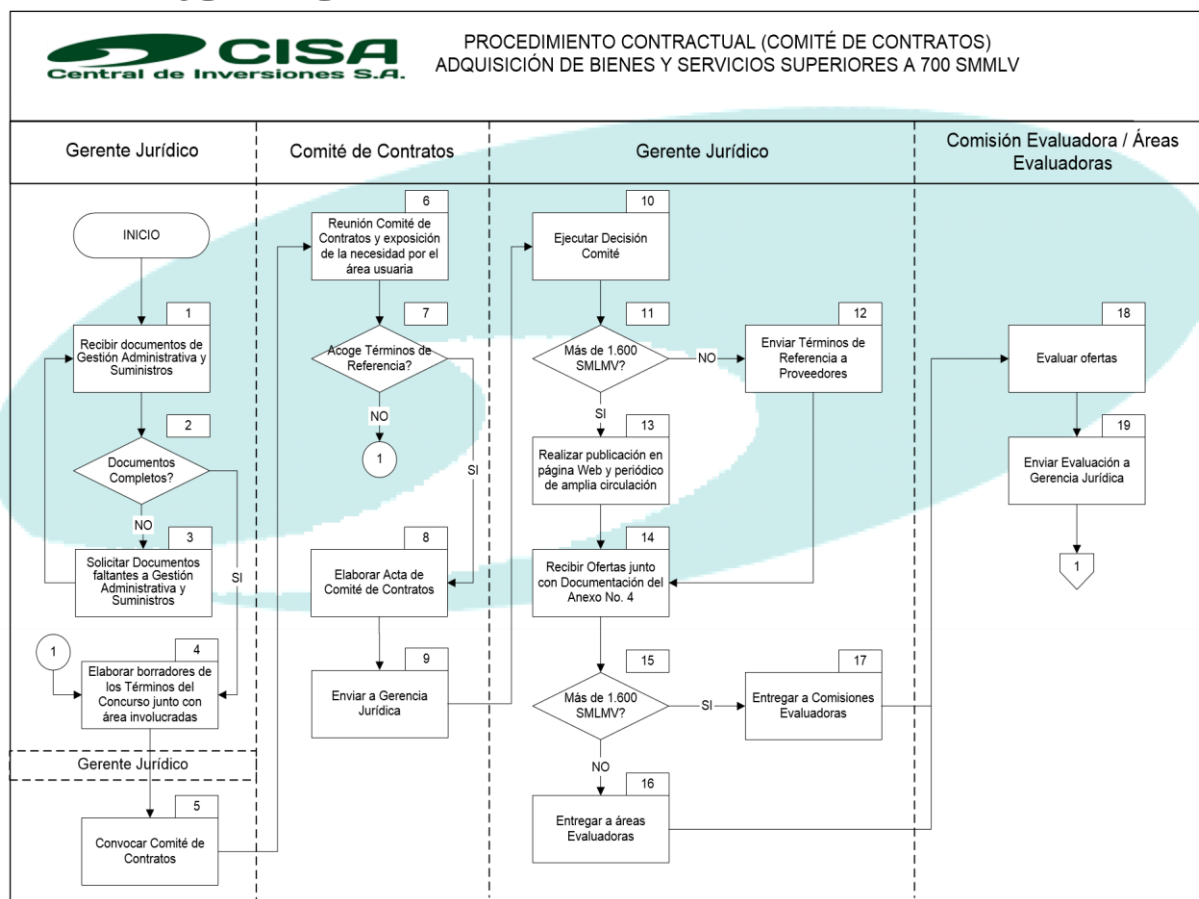 CISA
Central de Inversiones S.A.
PROCEDIMIENTO CONTRACTUAL (COMITÉ DE CONTRATOS)
ADQUISICIÓN DE BIENES Y SERVICIOS SUPERIORES A 700 SMMLV
Gerente Jurídico
Comité de Contratos
Gerente Jurídico
Comisión Evaluadora / Áreas
Evaluadoras
INICIO
1
Recibir documentos de
Gestión Administrativa y
Suministros
2
Documentos
Completos?
NO
SI
3
Solicitar Documentos
faltantes a Gestión
Administrativa y
Suministros
1
4
Elaborar borradores de
los Términos del
Concurso junto con
área involucradas
Gerente Jurídico
5
Convocar Comité de
Contratos
6
Reunión Comité de
Contratos y exposición
de la necesidad por el
área usuaria
7
Acoge Términos de
Referencia?
NO
SI
1
8
Elaborar Acta de
Comité de Contratos
9
Enviar a Gerencia
Jurídica
10
Ejecutar Decisión
Comité
11
Más de 1.600
SMLMV?
NO
SI
12
Enviar Términos de
Referencia a
Proveedores
13
Realizar publicación en
página Web y periódico
de amplia circulación
14
Recibir Ofertas junto
con Documentación del
Anexo No. 4
15
Más de 1.600
SMLMV?
SI
NO
17
Entregar a Comisiones
Evaluadoras
16
Entregar a áreas
Evaluadoras
18
Evaluar ofertas
19
Enviar Evaluación a
Gerencia Jurídica
1